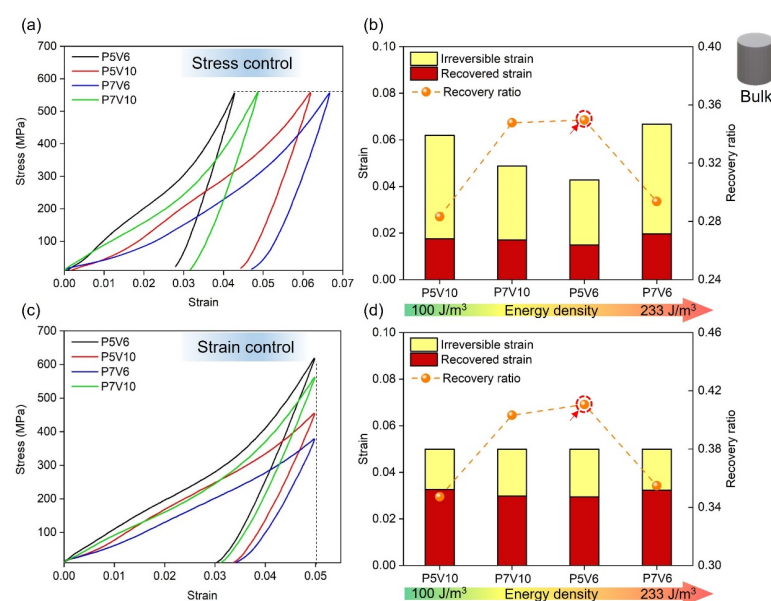 (a)
700
600
500
400
300
200
100
0.00 0.01 0.02 0.03 0.04 0.05 0.06 0.07
Strain
Stress (MPa)
P5V6
P5V10
P7V6
P7V10
Stress control
(b)
0.10
0.08
0.06
0.04
0.02
0.00
Strain
Irreversible strain
Recovered strain
Recovery ratio
0.40
0.36
0.32
0.28
0.24
Recovery ratio
Bulk
P5V10 P7V10 P5V6 P7V6
100 J/m³ Energy density 233 J/m³
(c)
700
600
500
400
300
200
100
0.00 0.01 0.02 0.03 0.04 0.05
Strain
Stress (MPa)
P5V6
P5V10
P7V6
P7V10
Strain control
(d)
0.10
0.08
0.06
0.04
0.02
0.00
Strain
Irreversible strain
Recovered strain
Recovery ratio
0.46
0.42
0.38
0.34
0.30
Recovery ratio
P5V10 P7V10 P5V6 P7V6
100 J/m³ Energy density 233 J/m³